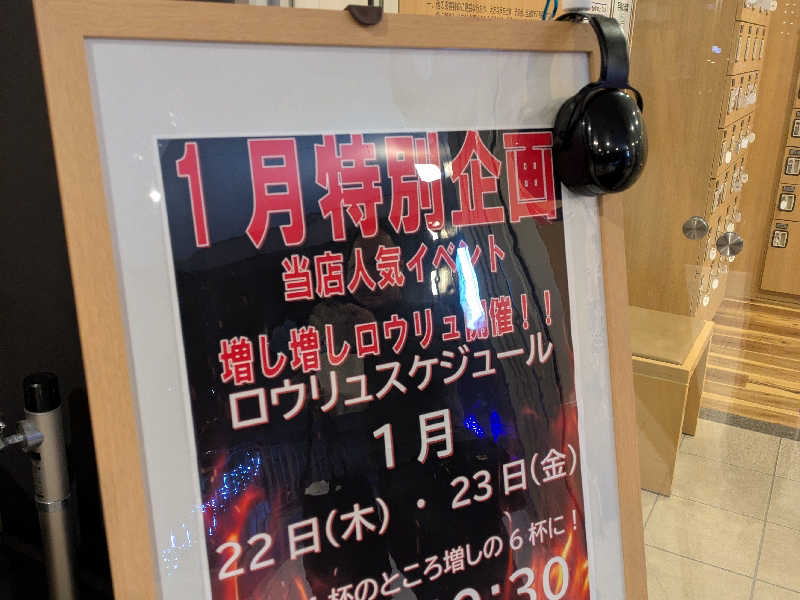 1月特別企画
当店人気イベント
増し増しロウリュ開催！！
ロウリュスケジュール
1月
22日(木)・23日(金)
杯のところ増しの6杯に！
:30